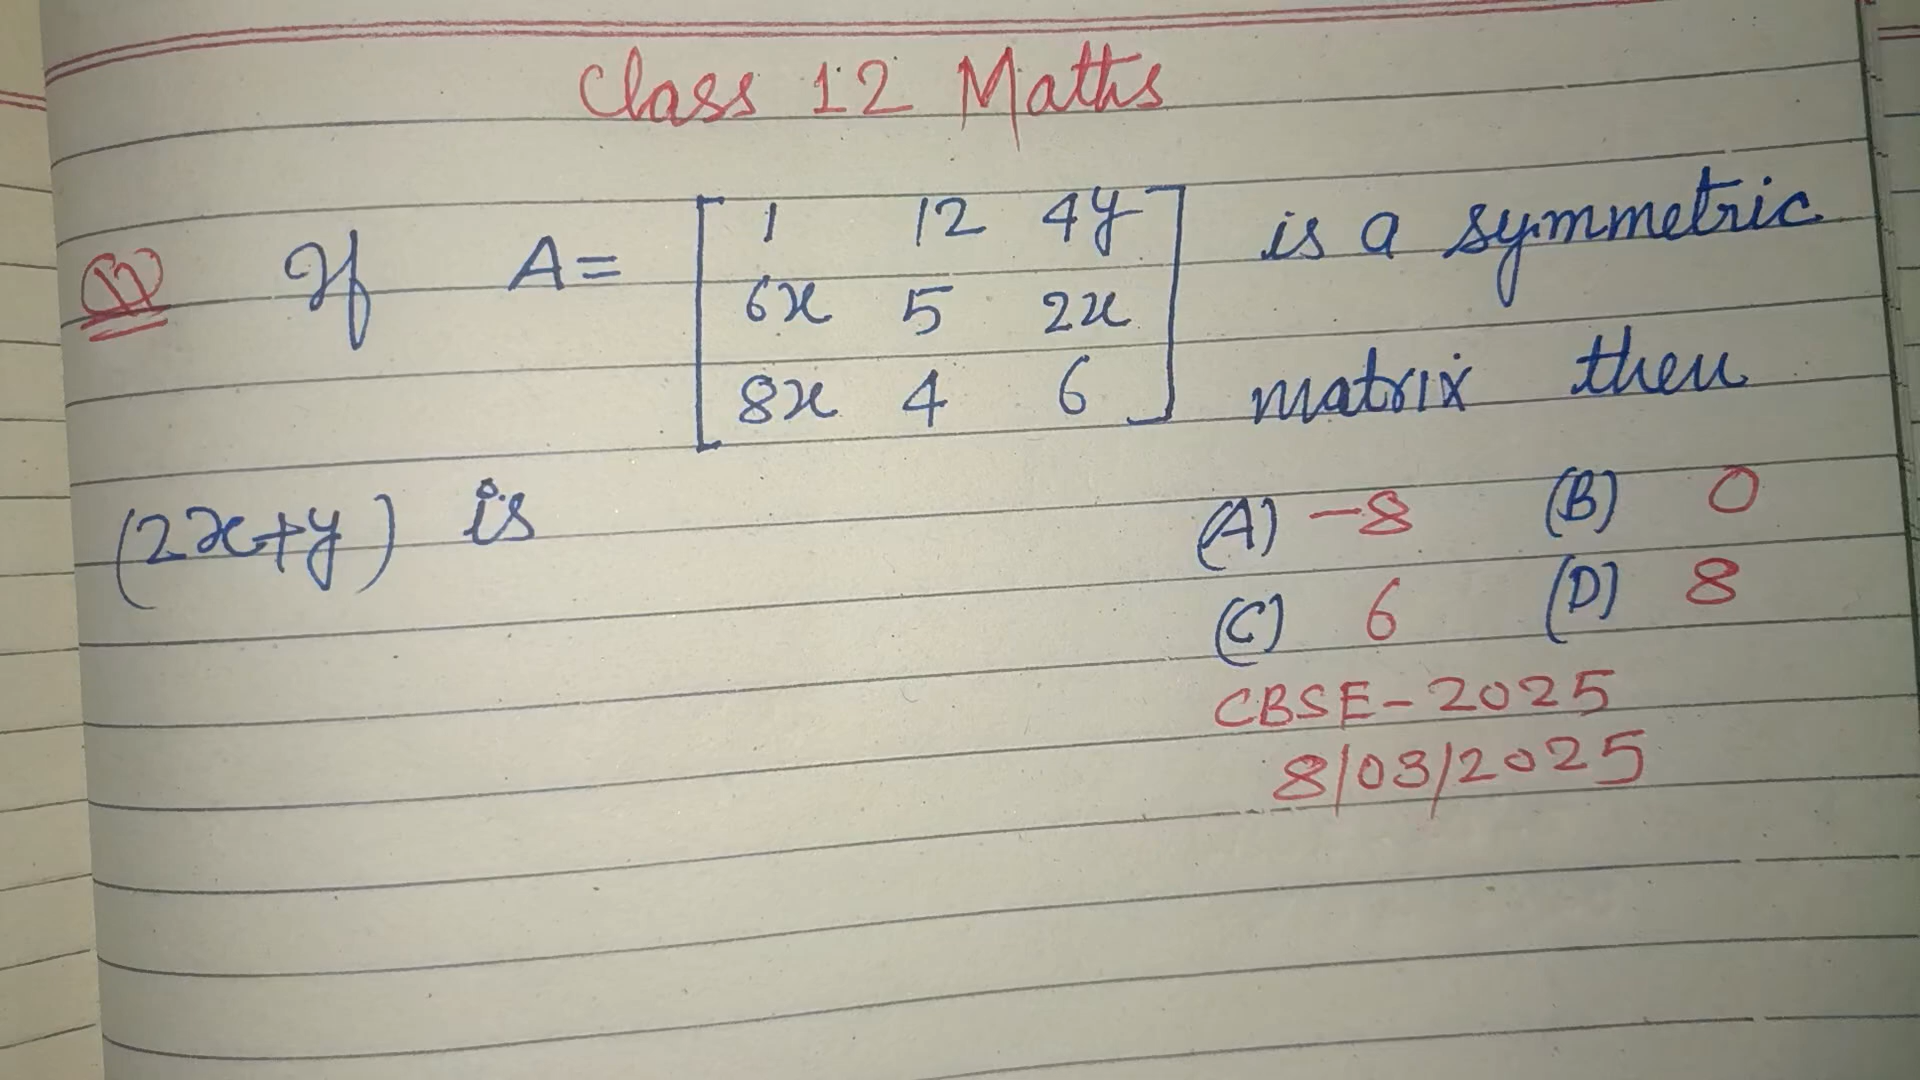 Class 12 Maths
Q If A = [ 1 12 4y ] is a symmetric
6x 5 2x
8x 4 6 matrix then
(2x+y) is
(A) -8 (B) 0
(C) 6 (D) 8
CBSE-2025
8/03/2025